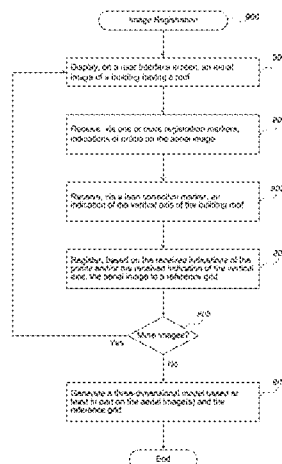 Image Registration
900
Display, on a user interface screen, an aerial
image of a building having a roof
Receive, via one or more registration markers,
indications of points on the aerial image
Receive, via a lean correction marker, an
indication of the vertical axis of the building roof
Register, based on the received indications of the
points and/or the received indication of the vertical
axis, the aerial image to a reference grid
More images?
Yes
No
Generate a three-dimensional model based at
least in part on the aerial image(s) and the
reference grid
End